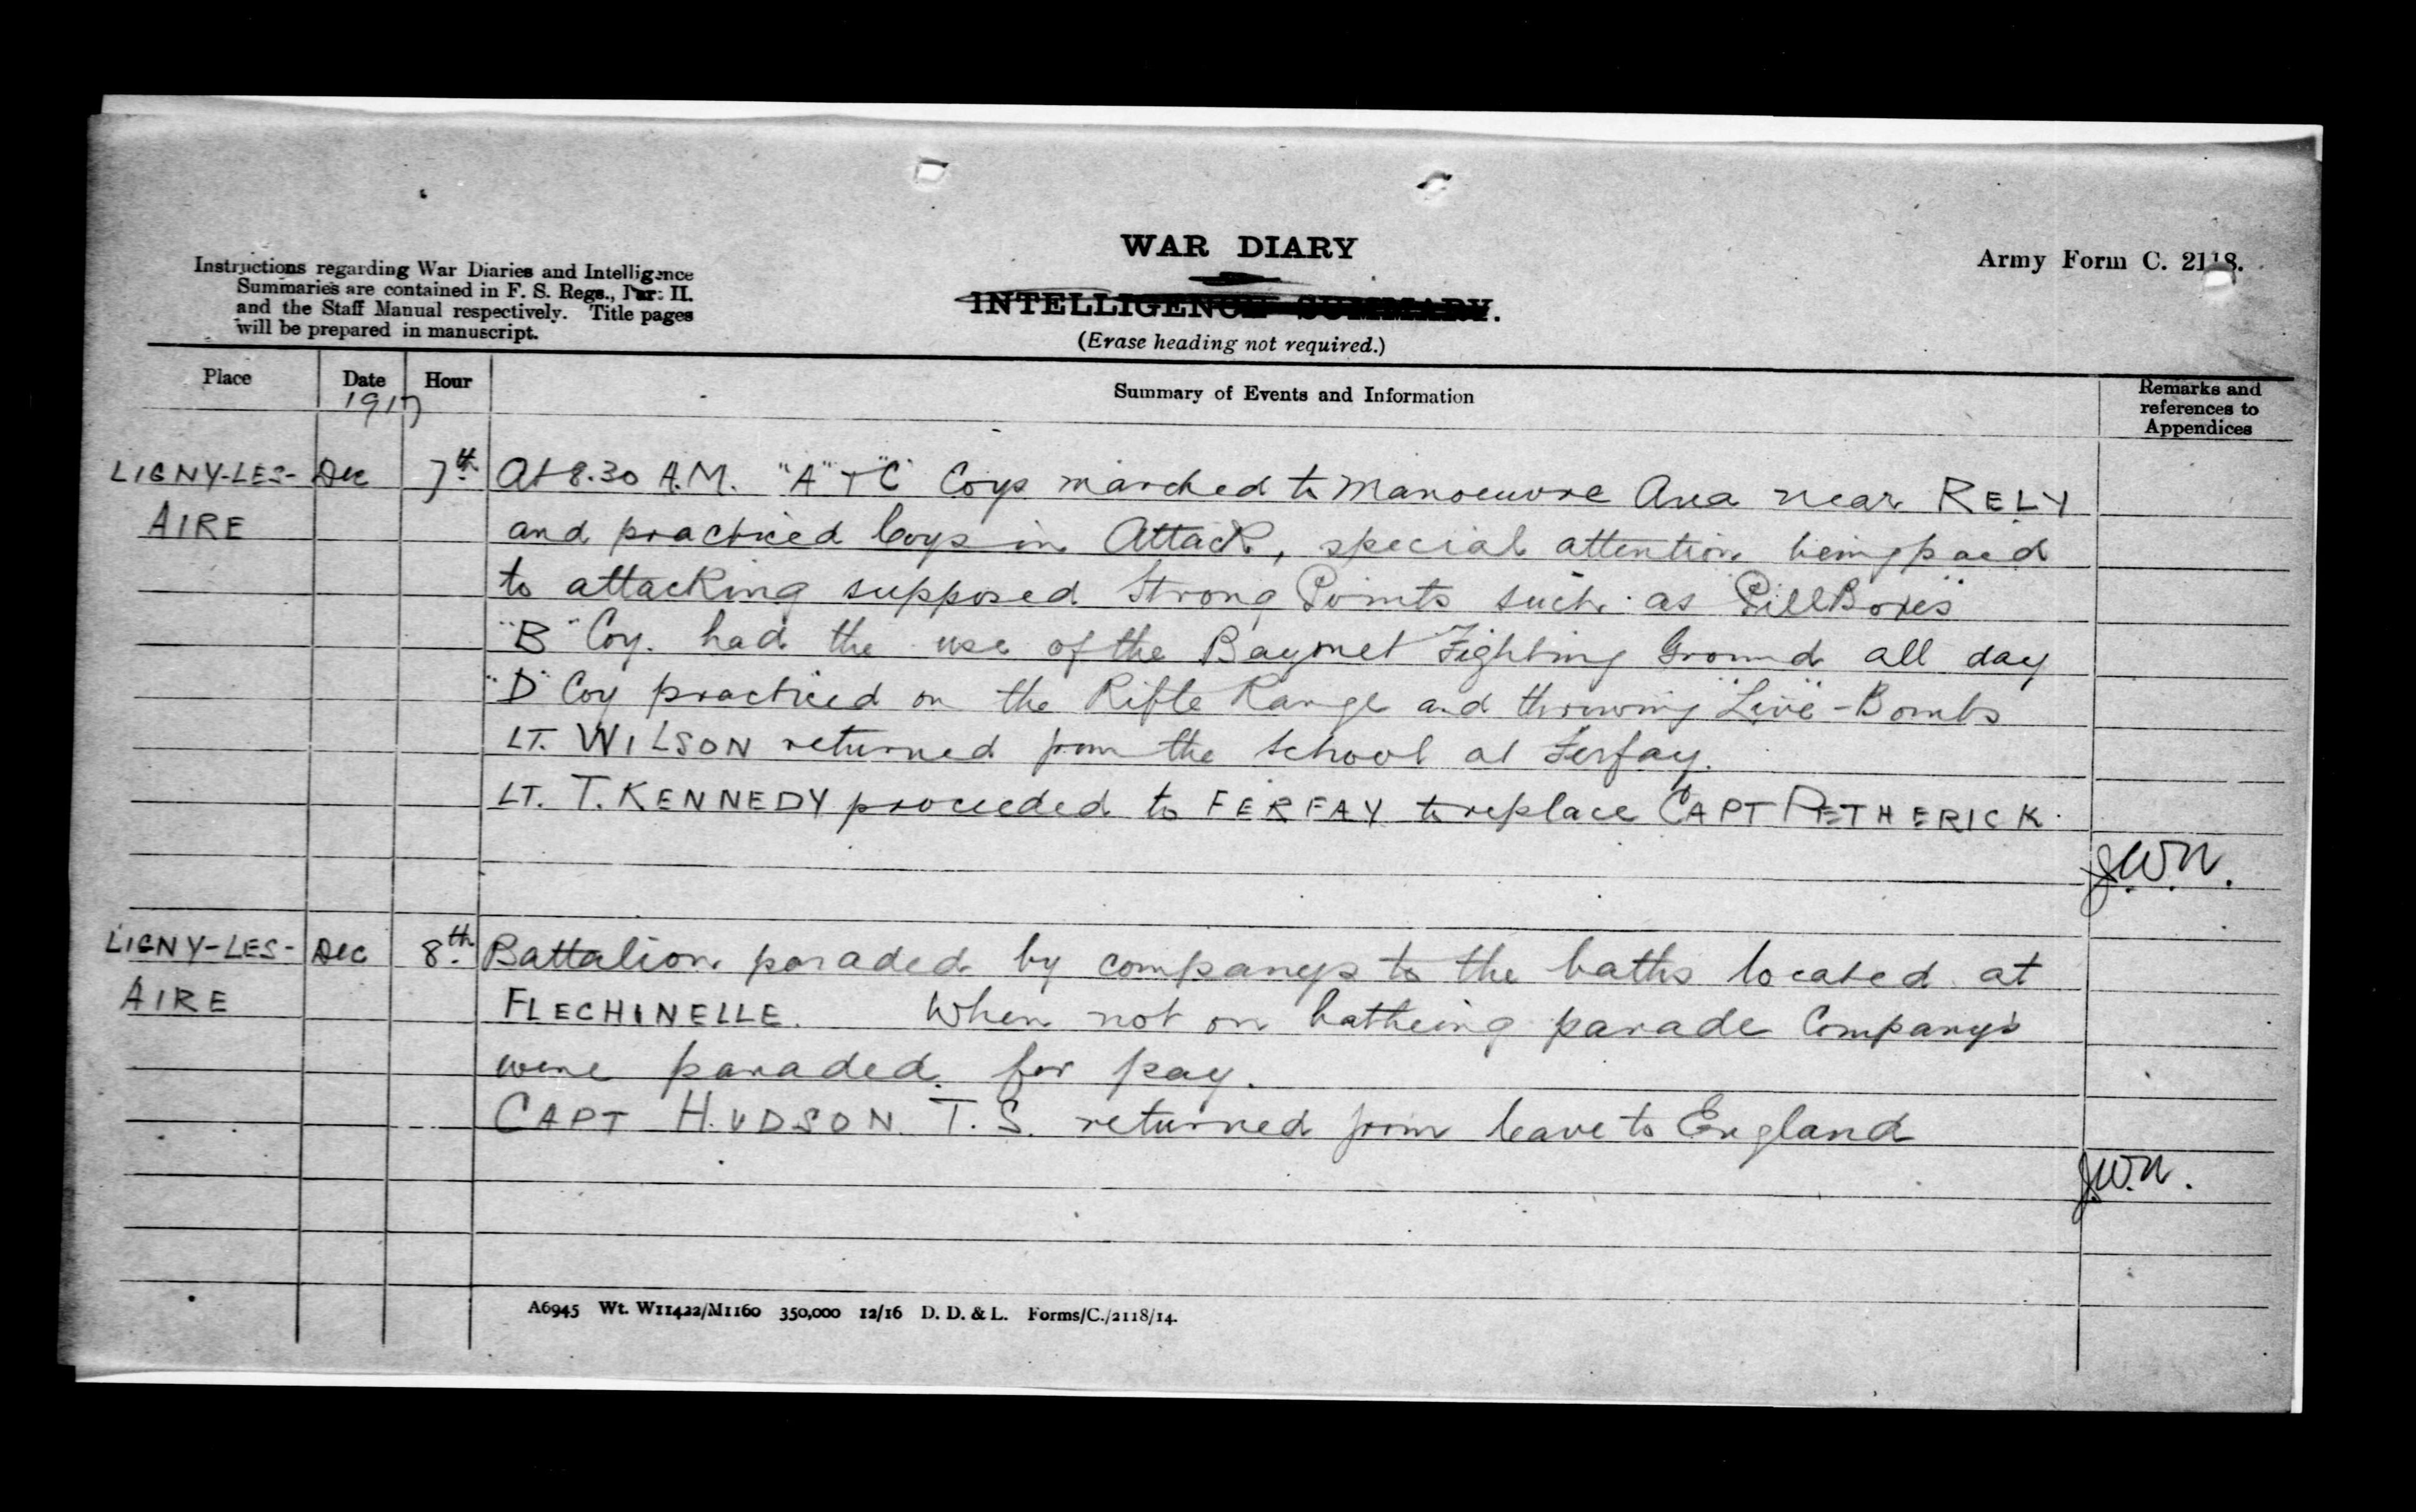 WAR DIARY
Army Form C. 2118.
Instructions regarding War Diaries and Intelligence
Summaries are contained in F. S. Regs., Part II.
and the Staff Manual respectively. Title pages
will be prepared in manuscript.
INTELLIGENCE SUMMARY.
(Erase heading not required.)
Place Date Hour Summary of Events and Information Remarks and references to Appendices
1917
LIGNY-LES- Dec 7th At 8.30 A.M. "A" + "C" Coys marched to Manoeuvre Area near RELY
AIRE and practiced Coys in Attack, special attention being paid
to attacking supposed Strong Points such as "Pill Boxes"
"B" Coy. had the use of the Bayonet Fighting Ground all day
"D" Coy practiced on the Rifle Range and throwing "Live"-Bombs
LT. WILSON returned from the School at Ferfay.
LT. T. KENNEDY proceeded to FERFAY to replace CAPT PETHERICK.
J.W.N.
LIGNY-LES- Dec 8th Battalion paraded by companys to the baths located at
AIRE FLECHINELLE. When not on batheing parade Company's
were paraded for pay.
CAPT HUDSON T. S. returned from leave to England
J.W.N.
A6945 Wt. W11422/M1160 350,000 12/16 D. D. & L. Forms/C./2118/14.